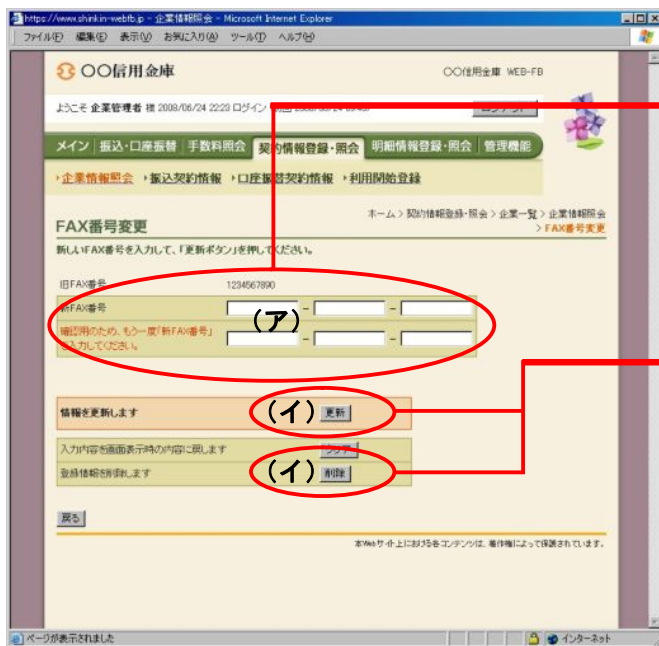 https://www.shinkin-webfb.jp - 企業情報照会 - Microsoft Internet Explorer
ファイル(F) 編集(E) 表示(V) お気に入り(A) ツール(T) ヘルプ(H)
〇〇信用金庫
〇〇信用金庫 WEB-FB
ようこそ 企業管理者 様 2008/06/24 22:23 ログイン
メイン 振込・口座振替 手数料照会 契約情報登録・照会 明細情報登録・照会 管理機能
企業情報照会 振込契約情報 口座振替契約情報 利用開始登録
ホーム > 契約情報登録・照会 > 企業一覧 > 企業情報照会
> FAX番号変更
FAX番号変更
新しいFAX番号を入力して、「更新ボタン」を押してください。
旧FAX番号 1234567890
新FAX番号 - -
(ア)
確認用のため、もう一度「新FAX番号」
を入力してください。 - -
情報を更新します (イ) 更新
入力内容を画面表示時の内容に戻します クリア
登録情報を削除します (イ) 削除
戻る
本Webサイト上における各コンテンツは、著作権によって保護されています。
ページが表示されました インターネット